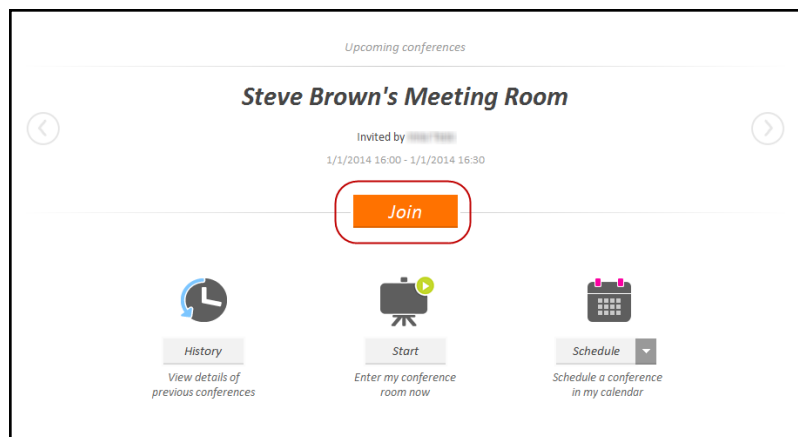 Upcoming conferences
Steve Brown's Meeting Room
Invited by
1/1/2014 16:00 - 1/1/2014 16:30
Join
History
Start
Schedule
View details of
previous conferences
Enter my conference
room now
Schedule a conference
in my calendar